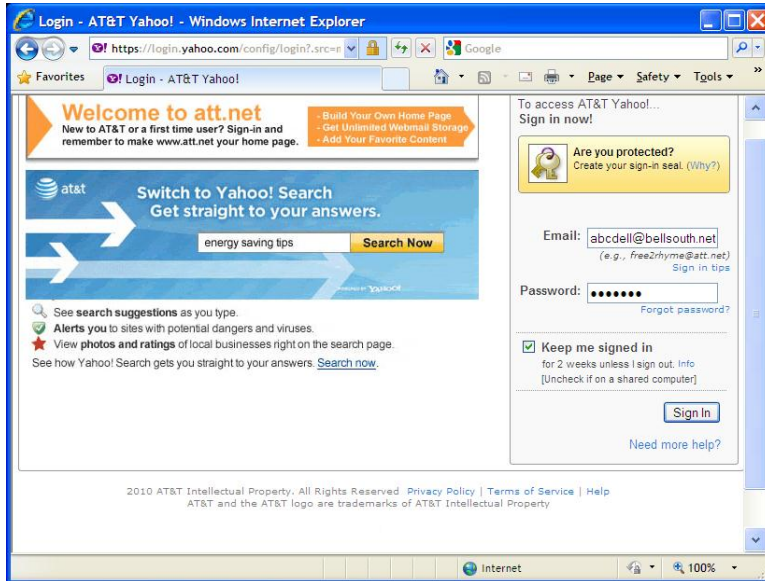 Login - AT&T Yahoo! - Windows Internet Explorer
https://login.yahoo.com/config/login?.src=n
Google
Favorites
Login - AT&T Yahoo!
Page
Safety
Tools
»
Welcome to att.net
New to AT&T or a first time user? Sign-in and
remember to make www.att.net your home page.
- Build Your Own Home Page
- Get Unlimited Webmail Storage
- Add Your Favorite Content
at&t
Switch to Yahoo! Search
Get straight to your answers.
energy saving tips
Search Now
See search suggestions as you type.
Alerts you to sites with potential dangers and viruses.
View photos and ratings of local businesses right on the search page.
See how Yahoo! Search gets you straight to your answers. Search now.
To access AT&T Yahoo!...
Sign in now!
Are you protected?
Create your sign-in seal. (Why?)
Email: abcdell@bellsouth.net
(e.g., free2rhyme@att.net)
Sign in tips
Password: •••••••
Forgot password?
Keep me signed in
for 2 weeks unless I sign out. Info
[Uncheck if on a shared computer]
Sign In
Need more help?
2010 AT&T Intellectual Property. All Rights Reserved Privacy Policy | Terms of Service | Help
AT&T and the AT&T logo are trademarks of AT&T Intellectual Property
Internet
100%